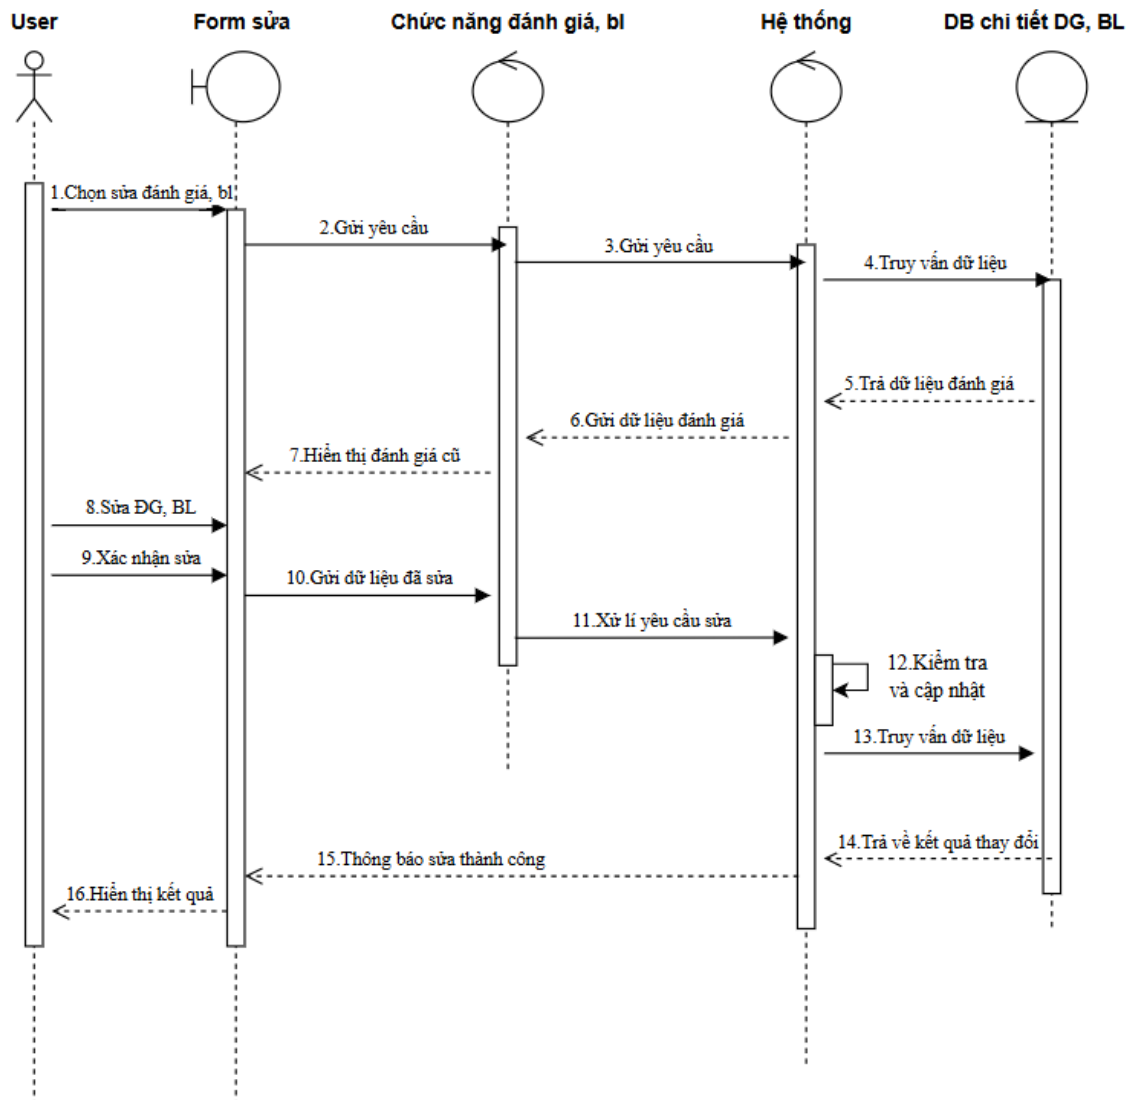 User
Form sửa
Chức năng đánh giá, bl
Hệ thống
DB chi tiết DG, BL
1.Chọn sửa đánh giá, bl
2.Gửi yêu cầu
3.Gửi yêu cầu
4.Truy vấn dữ liệu
5.Trả dữ liệu đánh giá
6.Gửi dữ liệu đánh giá
7.Hiển thị đánh giá cũ
8.Sửa ĐG, BL
9.Xác nhận sửa
10.Gửi dữ liệu đã sửa
11.Xử lí yêu cầu sửa
12.Kiểm tra
và cập nhật
13.Truy vấn dữ liệu
14.Trả về kết quả thay đổi
15.Thông báo sửa thành công
16.Hiển thị kết quả